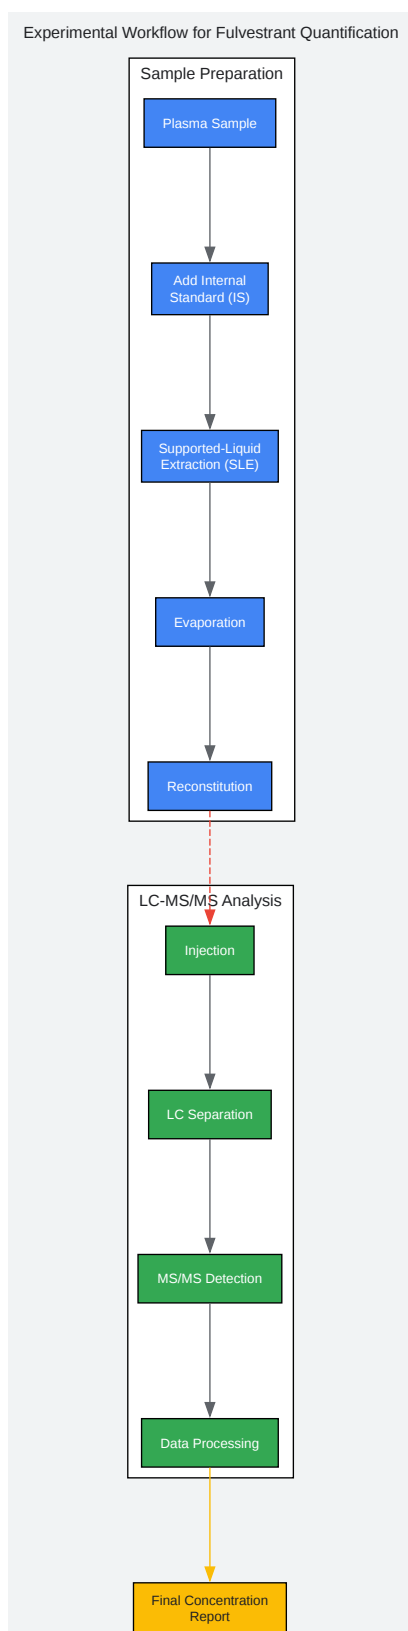 Experimental Workflow for Fulvestrant Quantification
Sample Preparation
Plasma Sample
Add Internal
Standard (IS)
Supported-Liquid
Extraction (SLE)
Evaporation
Reconstitution
LC-MS/MS Analysis
Injection
LC Separation
MS/MS Detection
Data Processing
Final Concentration
Report